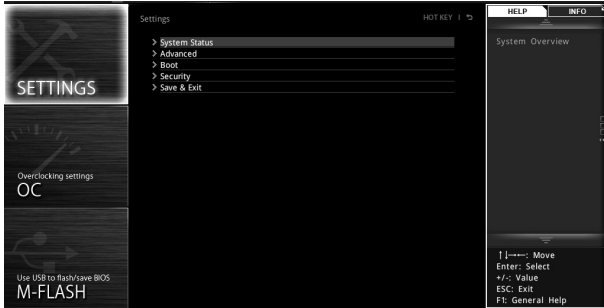 SETTINGS
Overclocking settings
OC
Use USB to flash/save BIOS
M-FLASH
Settings
HOT KEY |
> System Status
> Advanced
> Boot
> Security
> Save & Exit
HELP
INFO
System Overview
↑↓→←: Move
Enter: Select
+/-: Value
ESC: Exit
F1: General Help